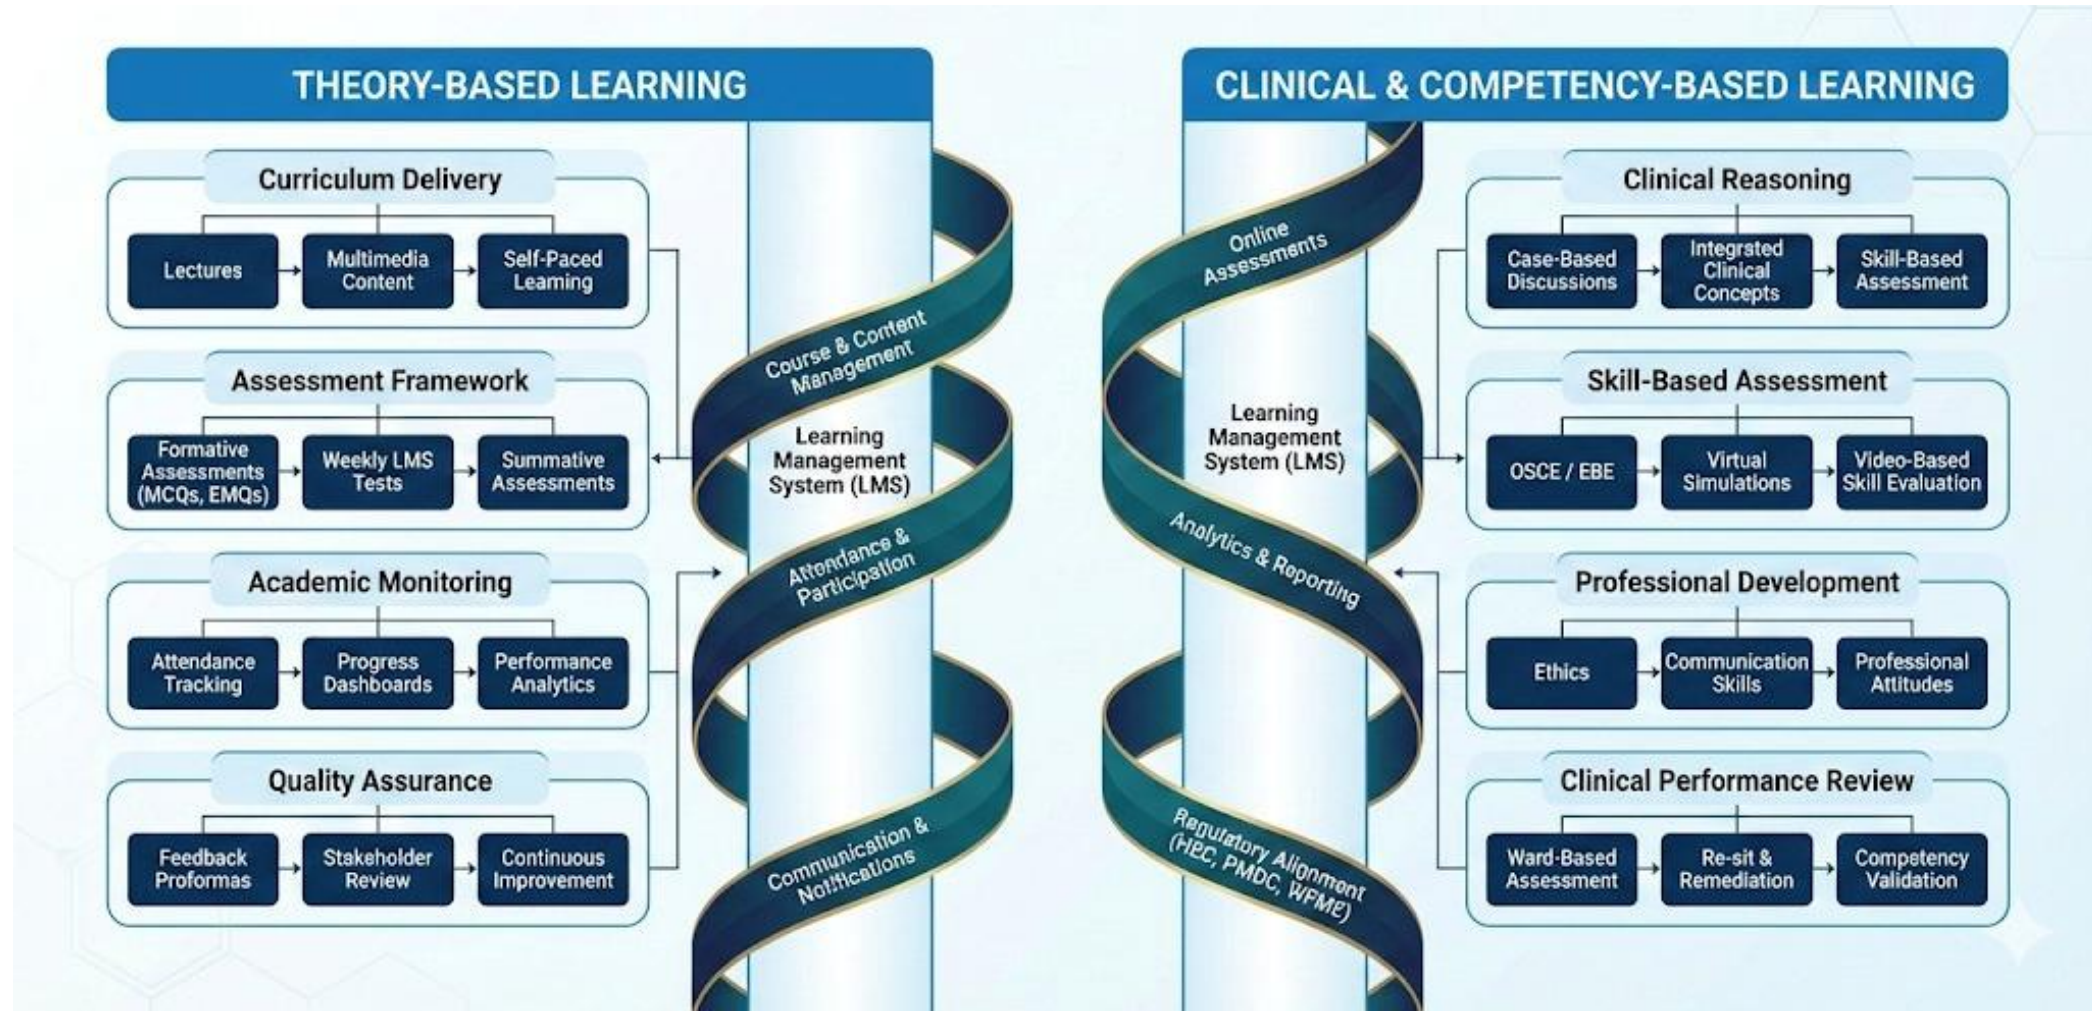 THEORY-BASED LEARNING
Curriculum Delivery
Lectures
Multimedia
Content
Self-Paced
Learning
Assessment Framework
Formative
Assessments
(MCQs, EMQs)
Weekly LMS
Tests
Summative
Assessments
Academic Monitoring
Attendance
Tracking
Progress
Dashboards
Performance
Analytics
Quality Assurance
Feedback
Proformas
Stakeholder
Review
Continuous
Improvement
Course & Content
Management
Learning
Management
System (LMS)
Attendance &
Participation
Communication &
Notifications
CLINICAL & COMPETENCY-BASED LEARNING
Online
Assessments
Learning
Management
System (LMS)
Analytics & Reporting
Regulatory Alignment
(HEC, PMDC, WFME)
Clinical Reasoning
Case-Based
Discussions
Integrsted
Clinical
Concepts
Skill-Based
Assessment
Skill-Based Assessment
OSCE / EBE
Virtual
Simulations
Video-Based
Skill Evaluation
Professional Development
Ethics
Communication
Skills
Professional
Attitudes
Clinical Performance Review
Ward-Based
Assessment
Re-sit &
Remediation
Competency
Validation